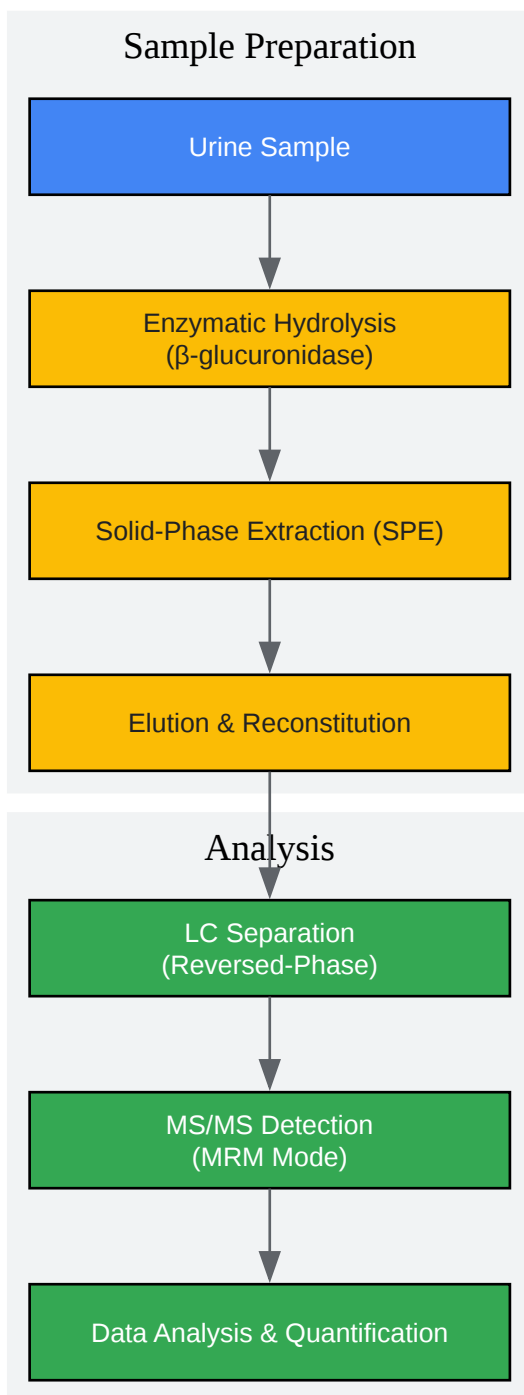 Sample Preparation
Urine Sample
Enzymatic Hydrolysis
(β-glucuronidase)
Solid-Phase Extraction (SPE)
Elution & Reconstitution
Analysis
LC Separation
(Reversed-Phase)
MS/MS Detection
(MRM Mode)
Data Analysis & Quantification